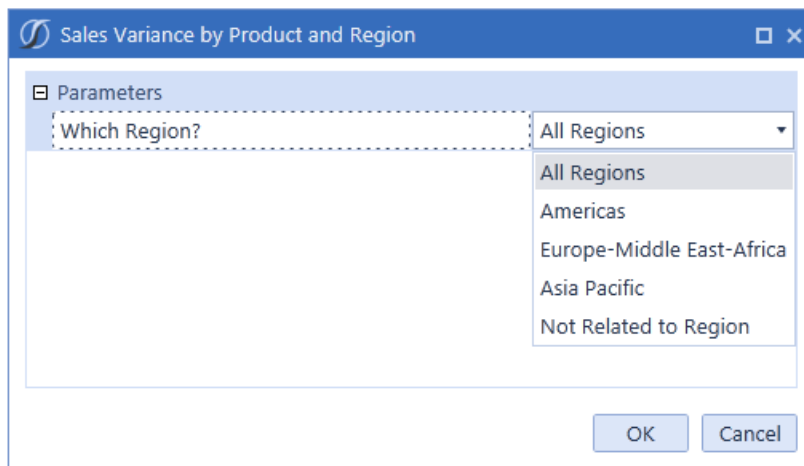 Sales Variance by Product and Region
Parameters
Which Region?
All Regions
All Regions
Americas
Europe-Middle East-Africa
Asia Pacific
Not Related to Region
OK
Cancel